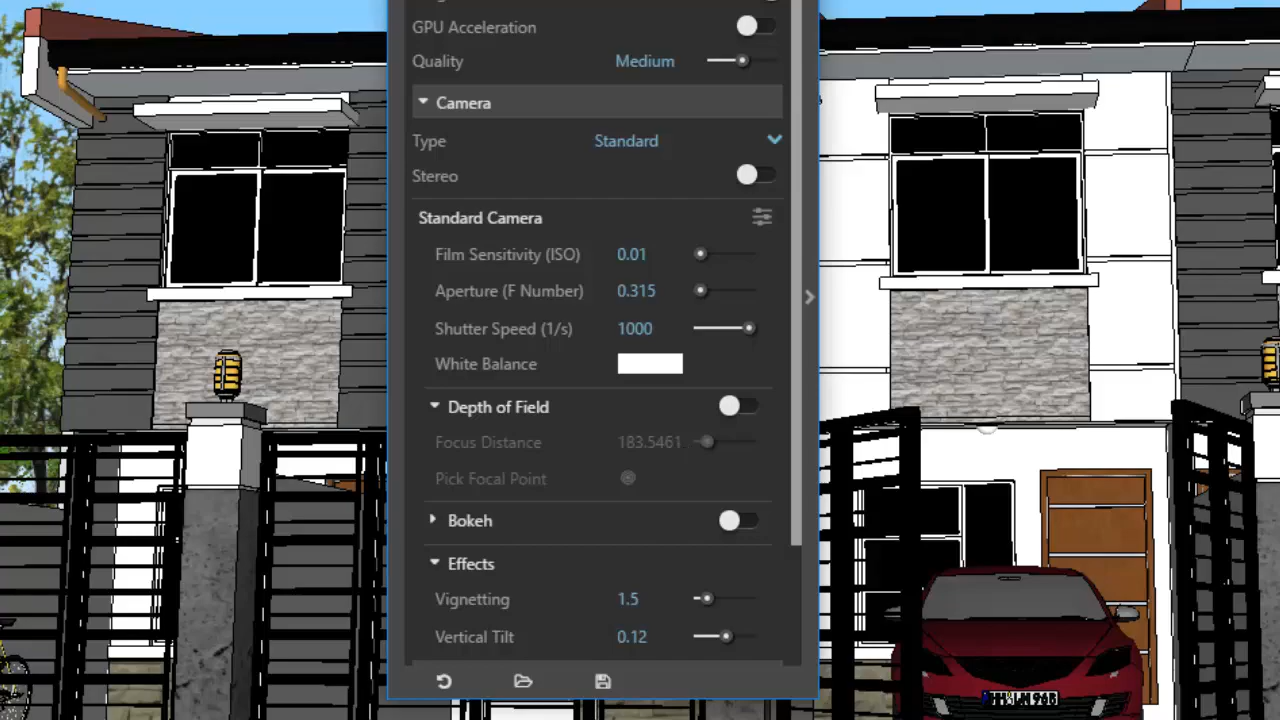 GPU Acceleration
Quality Medium
Camera
Type Standard
Stereo
Standard Camera
Film Sensitivity (ISO) 0.01
Aperture (F Number) 0.315
Shutter Speed (1/s) 1000
White Balance
Depth of Field
Focus Distance 183.5461
Pick Focal Point
Bokeh
Effects
Vignetting 1.5
Vertical Tilt 0.12